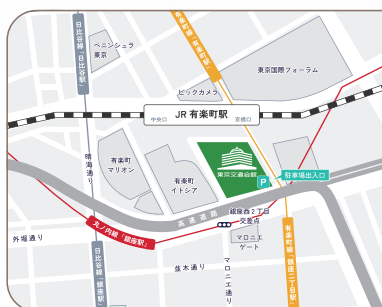 日比谷線「日比谷駅」
ペニンシュラ
東京
有楽町線「有楽町駅」
東京国際フォーラム
ビックカメラ
JR 有楽町駅
中央口
京橋口
晴海通り
有楽町
マリオン
有楽町
イトシア
東京交通会館
P
駐車場出入口
高速道路
丸ノ内線「銀座駅」
銀座西2丁目
交差点
外堀通り
マロニエ
ゲート
並木通り
マロニエ通り
日比谷線「銀座駅」
有楽町線「銀座一丁目駅」